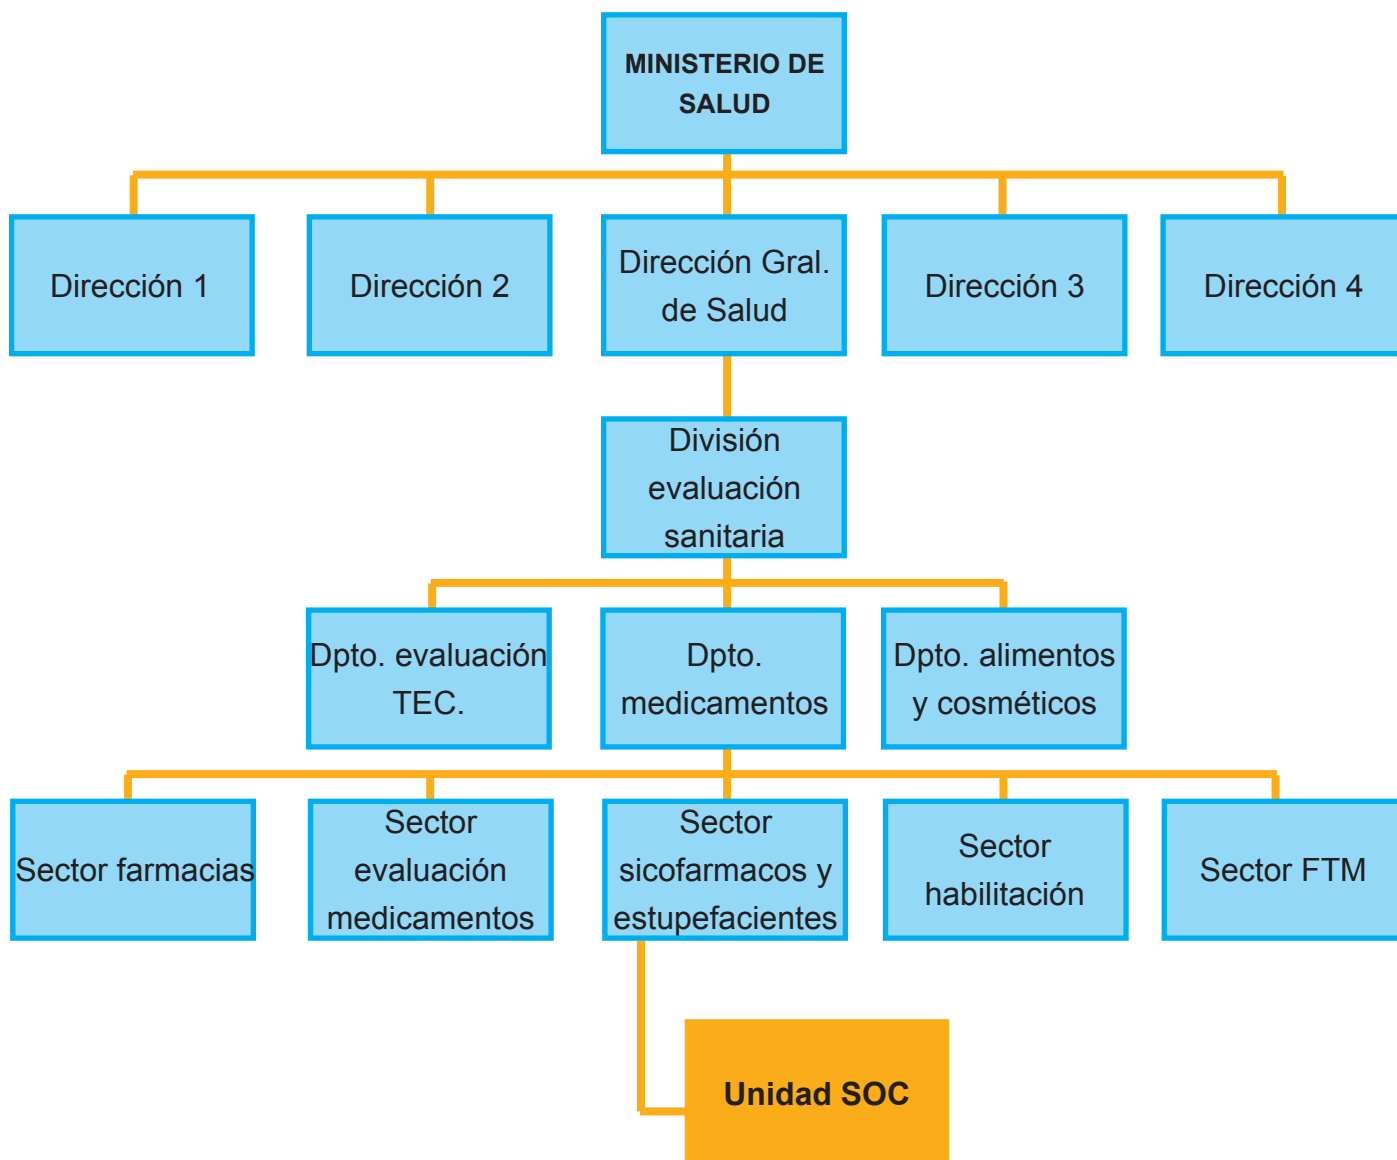 MINISTERIO DE
SALUD
Dirección 1
Dirección 2
Dirección Gral.
de Salud
Dirección 3
Dirección 4
División
evaluación
sanitaria
Dpto. evaluación
TEC.
Dpto.
medicamentos
Dpto. alimentos
y cosméticos
Sector farmacias
Sector
evaluación
medicamentos
Sector
sicofarmacos y
estupefacientes
Sector
habilitación
Sector FTM
Unidad SOC